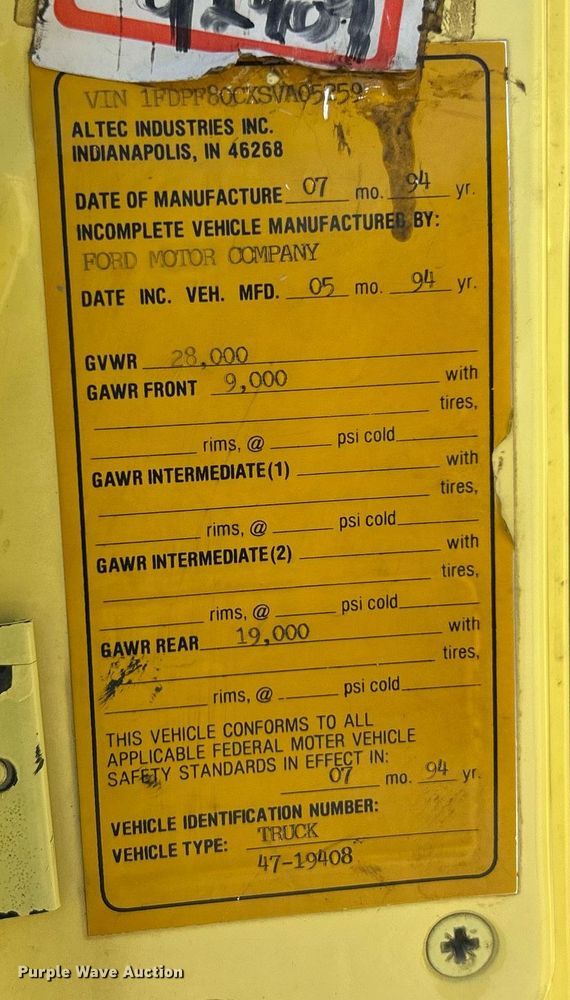 VIN 1FDPF80CXSVA05259
ALTEC INDUSTRIES INC.
INDIANAPOLIS, IN 46268
DATE OF MANUFACTURE 07 mo. 94 yr.
INCOMPLETE VEHICLE MANUFACTURED BY:
FORD MOTOR COMPANY
DATE INC. VEH. MFD. 05 mo. 94 yr.
GVWR 28,000
GAWR FRONT 9,000 with
tires,
rims, @ psi cold
GAWR INTERMEDIATE(1) with
tires,
rims, @ psi cold
GAWR INTERMEDIATE(2) with
tires,
rims, @ psi cold
GAWR REAR 19,000 with
tires,
rims, @ psi cold
THIS VEHICLE CONFORMS TO ALL
APPLICABLE FEDERAL MOTER VEHICLE
SAFETY STANDARDS IN EFFECT IN:
07 mo. 94 yr.
VEHICLE IDENTIFICATION NUMBER:
VEHICLE TYPE: TRUCK
47-19408
Purple Wave Auction